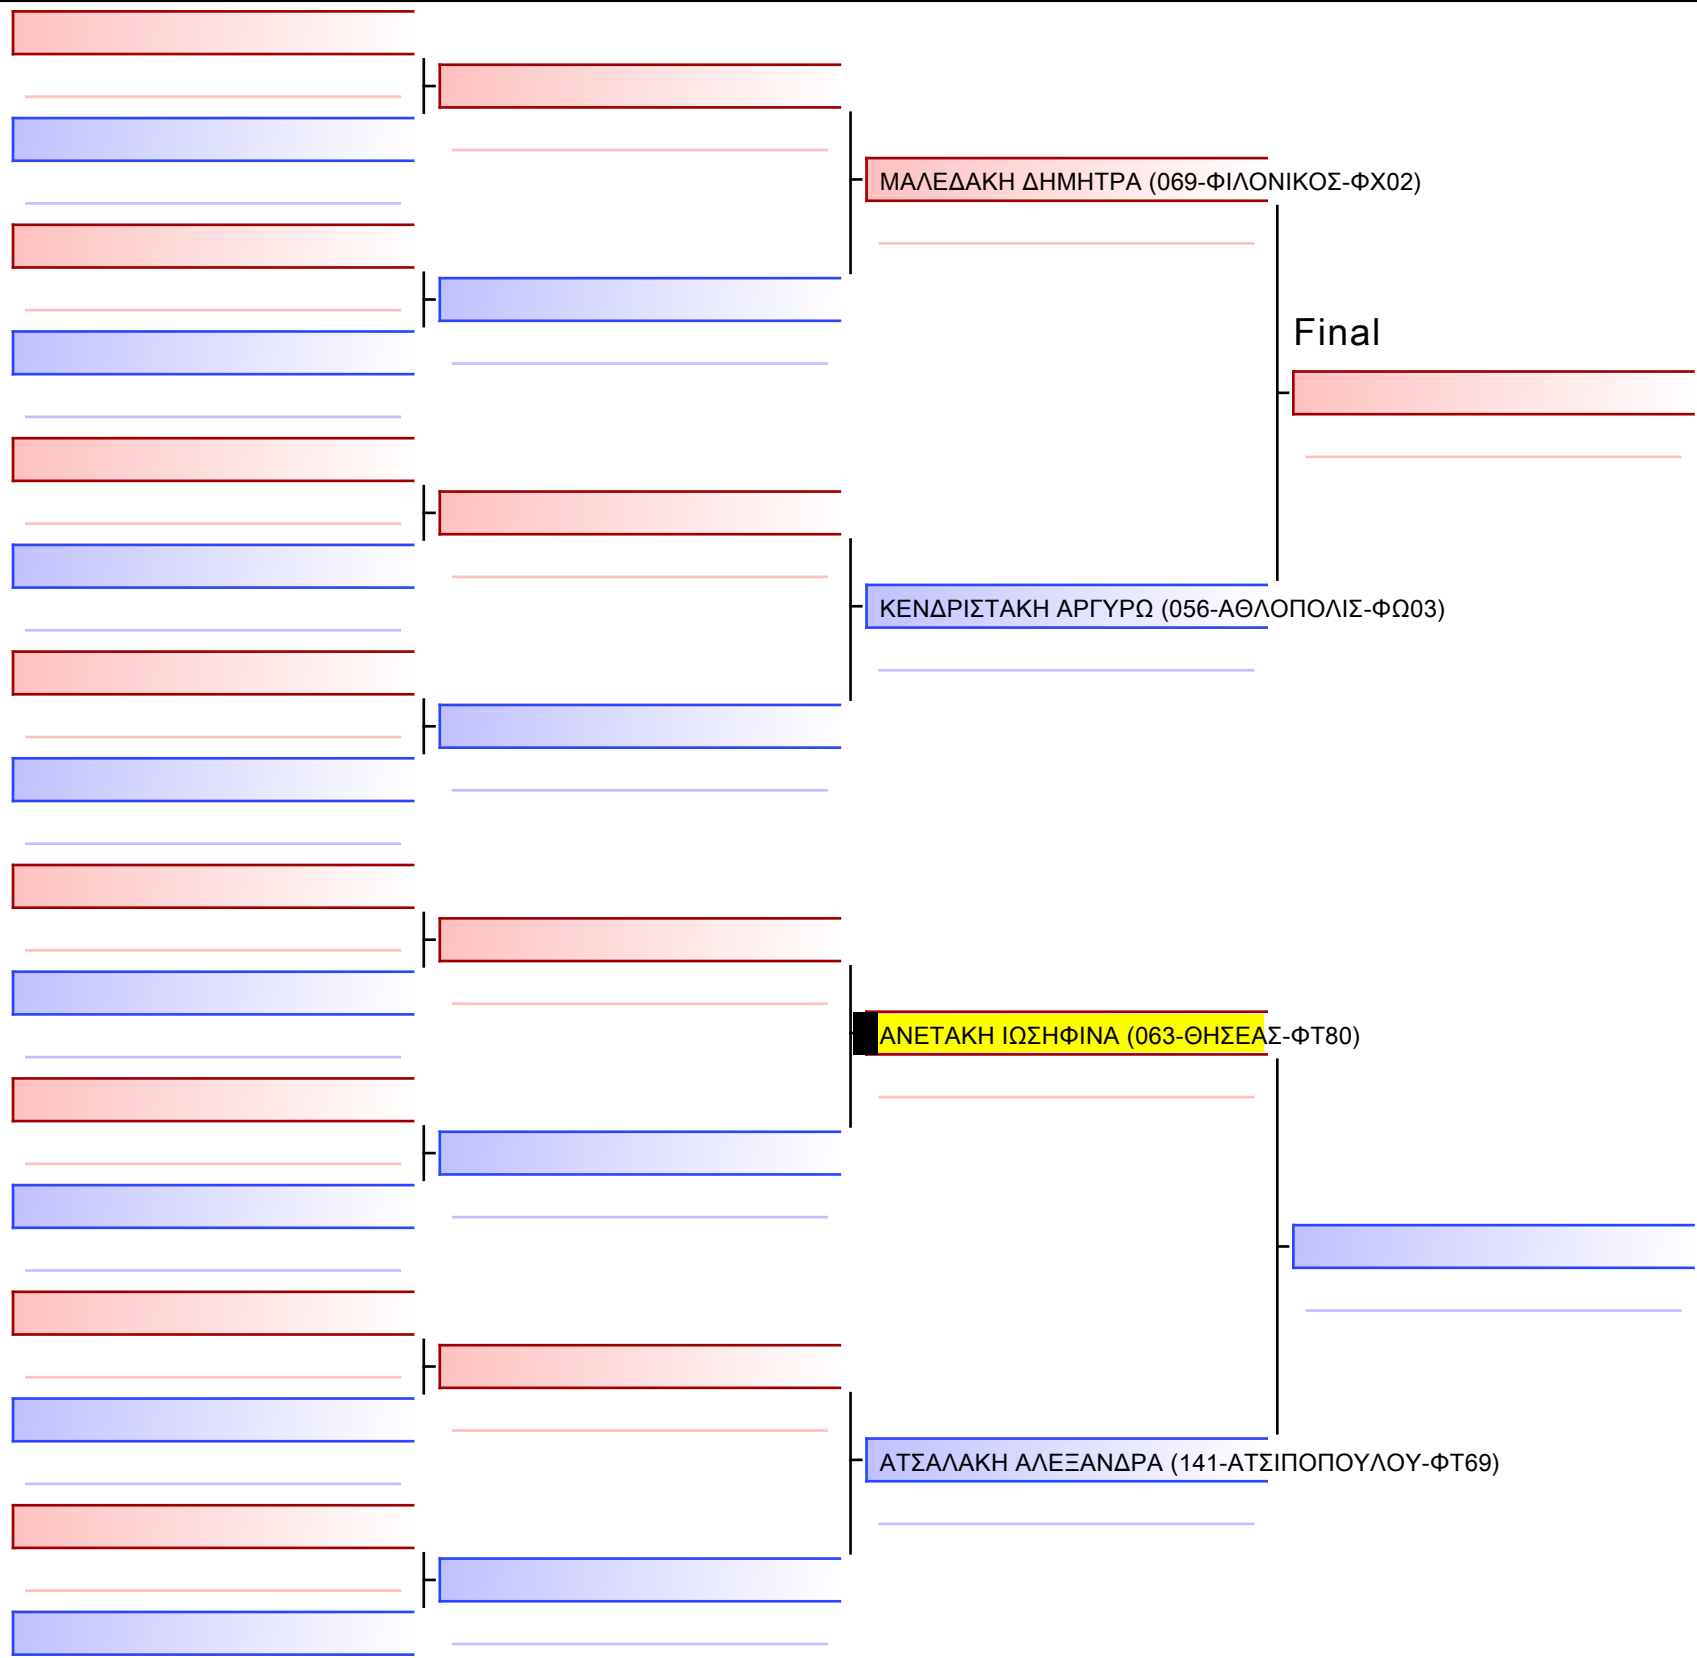 ΜΑΛΕΔΑΚΗ ΔΗΜΗΤΡΑ (069-ΦΙΛΟΝΙΚΟΣ-ΦΧ02)
Final
ΚΕΝΔΡΙΣΤΑΚΗ ΑΡΓΥΡΩ (056-ΑΘΛΟΠΟΛΙΣ-ΦΩ03)
ΑΝΕΤΑΚΗ ΙΩΣΗΦΙΝΑ (063-ΘΗΣΕΑΣ-ΦΤ80)
ΑΤΣΑΛΑΚΗ ΑΛΕΞΑΝΔΡΑ (141-ΑΤΣΙΠΟΠΟΥΛΟΥ-ΦΤ69)